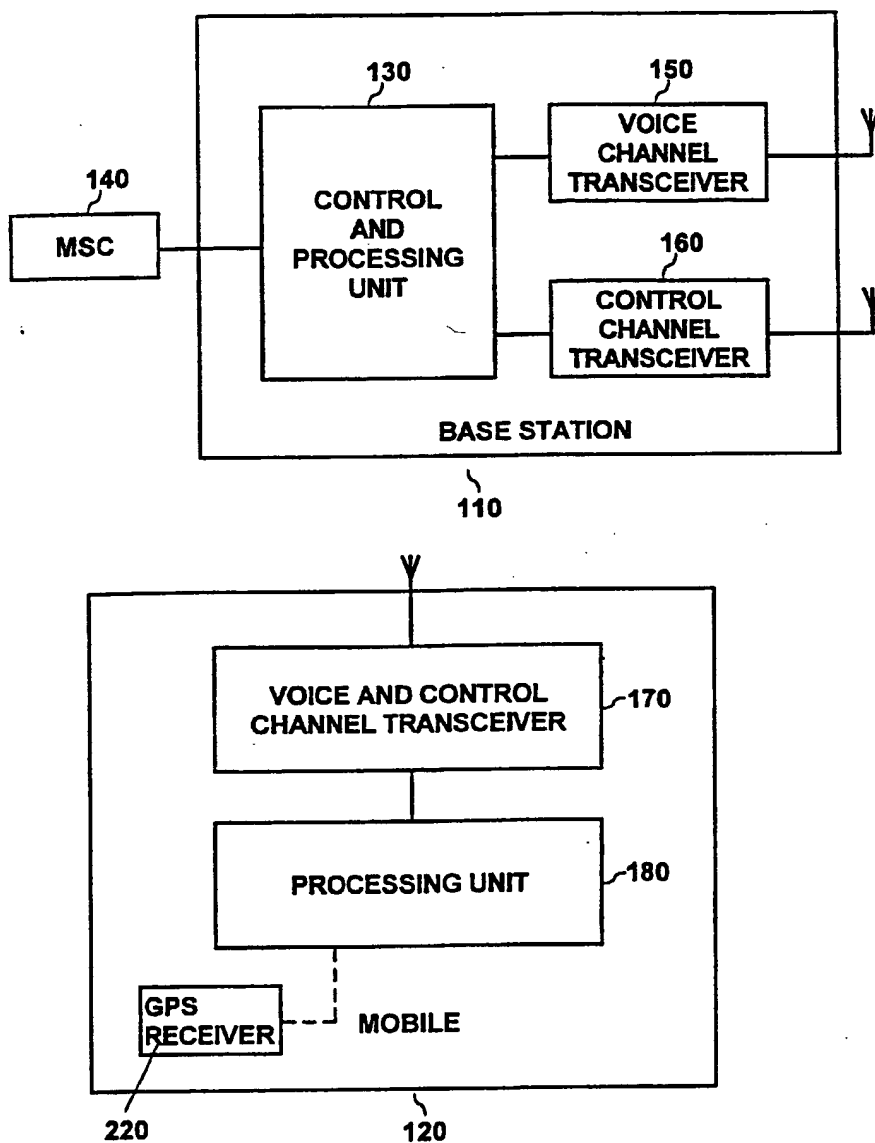 130
150
140
MSC
CONTROL
AND
PROCESSING
UNIT
VOICE
CHANNEL
TRANSCEIVER
160
CONTROL
CHANNEL
TRANSCEIVER
BASE STATION
110
VOICE AND CONTROL
CHANNEL TRANSCEIVER
170
PROCESSING UNIT
180
GPS
RECEIVER
MOBILE
220
120